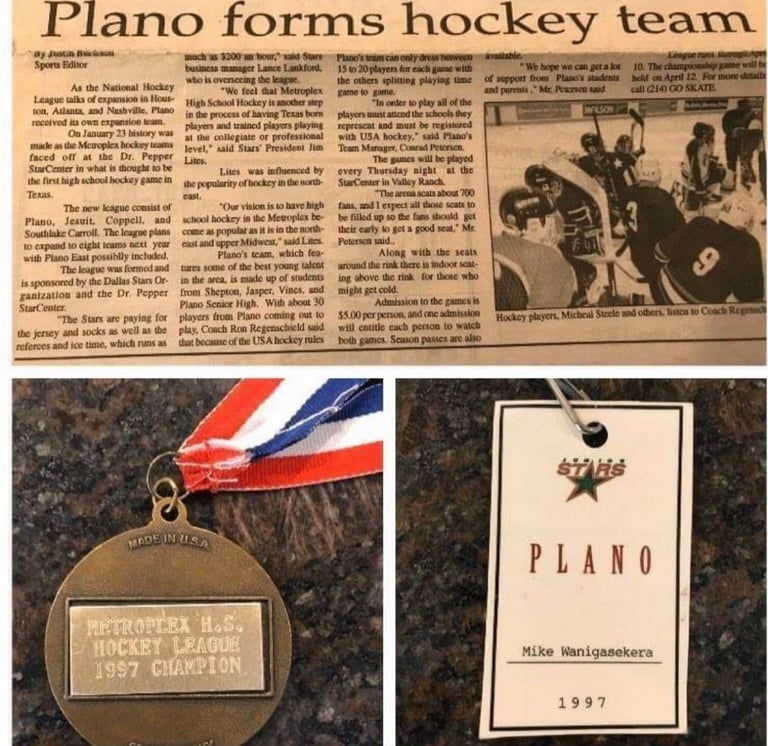 Plano forms hockey team
By Justin
Sports Editor
As the National Hockey
League talks of expansion in Hous-
ton, Atlanta, and Nashville, Plano
received its own expansion team.
On January 23 history was
made as the Metroplex hockey teams
faced off at the Dr. Pepper
StarCenter in what is thought to be
the first high school hockey game in
Texas.
The new league consist of
Plano, Jesuit, Coppell, and
Southlake Carroll. The league plans
to expand to eight teams next year
with Plano East possiblly included.
The league was formed and
is sponsored by the Dallas Stars Or-
ganization and the Dr. Pepper
StarCenter.
"The Stars are paying for
the jersey and socks as well as the
referees and ice time, which runs as
much as $200 an hour," said Stars
business manager Lance Lankford,
who is overseeing the league.
"We feel that Metroplex
High School Hockey is another step
in the process of having Texas born
players and trained players playing
at the collegiate or professional
level," said Stars' President Jim
Lites.
Lites was influenced by
the popularity of hockey in the north-
east.
"Our vision is to have high
school hockey in the Metroplex be-
come as popular as it is in the north-
east and upper Midwest," said Lites.
Plano's team, which fea-
tures some of the best young talent
in the area, is made up of students
from Shepton, Jasper, Vines, and
Plano Senior High. With about 30
players from Plano coming out to
play, Coach Ron Regenschield said
that because of the USA hockey rules
Plano's team can only dress between
15 to 20 players for each game with
the others splitting playing time
game to game.
"In order to play all of the
players must attend the schools they
represent and must be registered
with USA hockey," said Plano's
Team Manager, Conrad Petersen.
The games will be played
every Thursday night at the
StarCenter in Valley Ranch.
"The arena seats about 700
fans, and I expect all those seats to
be filled up so the fans should get
their early to get a good seat," Mr.
Petersen said..
Along with the seats
around the rink there is indoor seat-
ing above the rink for those who
might get cold.
Admission to the games is
$5.00 per person, and one admission
will entitle each person to watch
both games. Season passes are also
available.
"We hope we can get a lot
of support from Plano's students
and parents," Mr. Petersen said
League runs through Apri
10. The championship game will be
held on April 12. For more details
call (214) GO SKATE.
MOLSON
3
9
Hockey players, Micheal Steele and others, listen to Coach Regensch
MADE IN U.S.A.
METROPLEX H.S.
HOCKEY LEAGUE
1997 CHAMPION
JUNIOR
STARS
PLANO
Mike Wanigasekera
1997